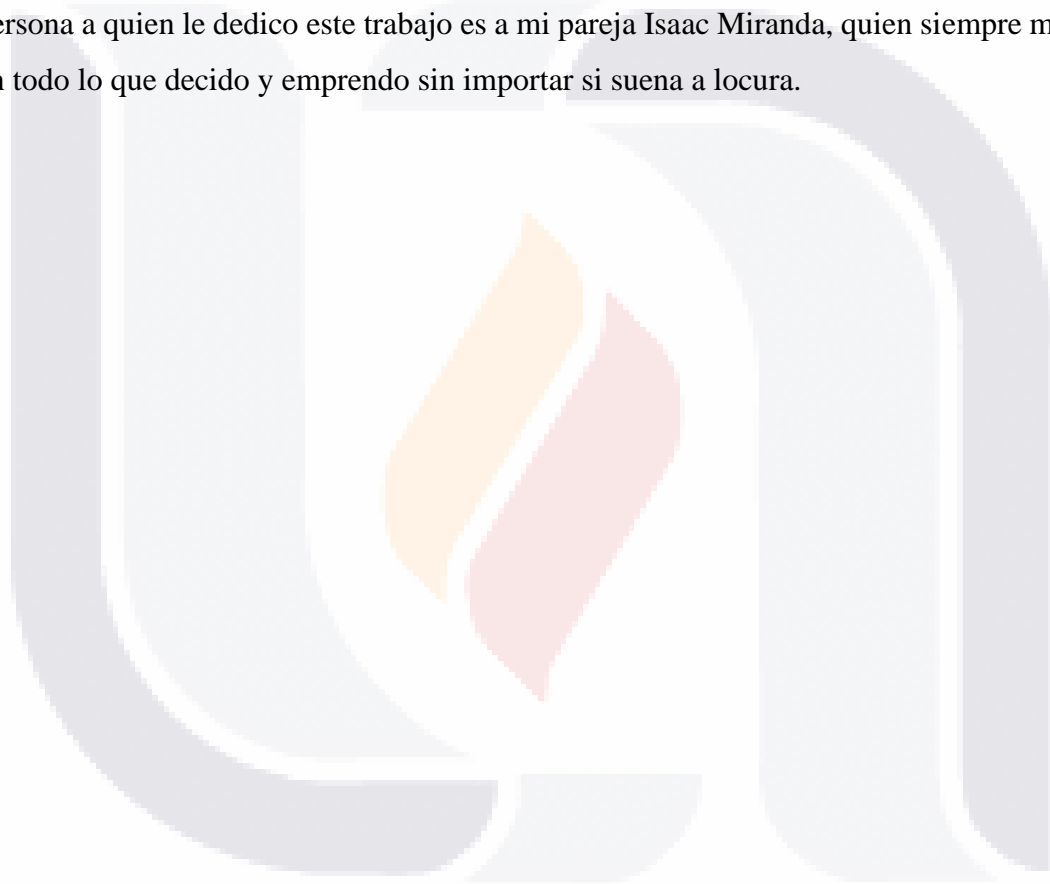 ersona a quien le dedico este trabajo es a mi pareja Isaac Miranda, quien siempre m
n todo lo que decido y emprendo sin importar si suena a locura.